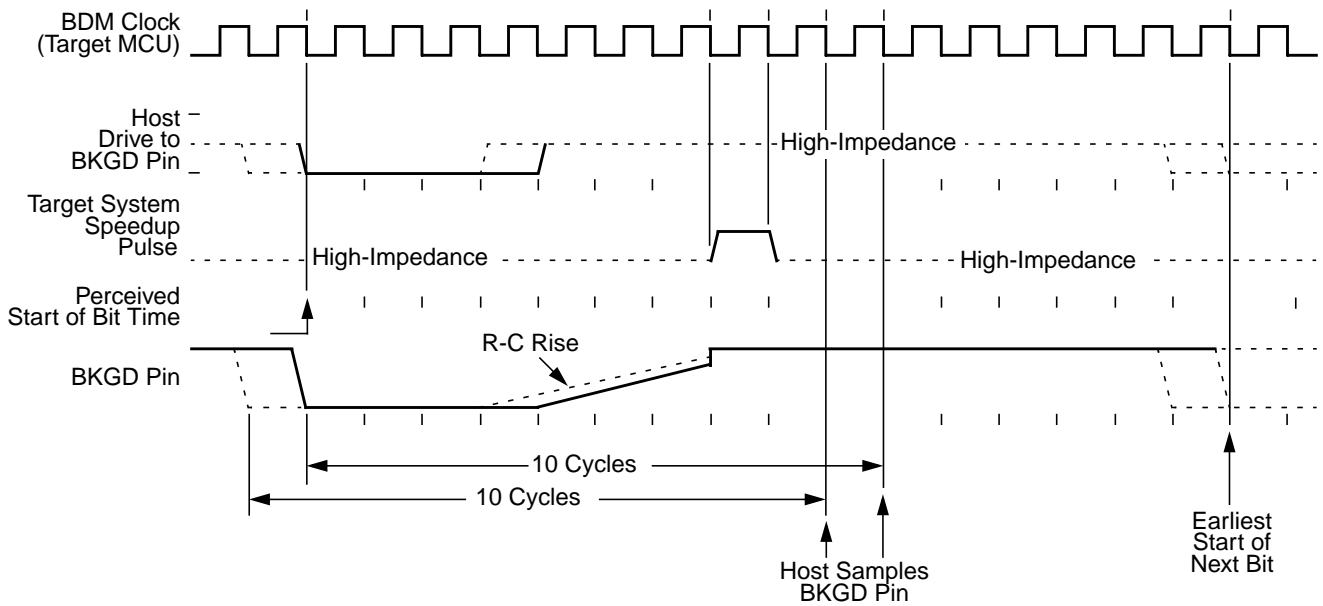 BDM Clock
(Target MCU)
Host
Drive to
BKGD Pin
High-Impedance
Target System
Speedup
Pulse
High-Impedance
High-Impedance
Perceived
Start of Bit Time
R-C Rise
BKGD Pin
10 Cycles
10 Cycles
Host Samples
BKGD Pin
Earliest
Start of
Next Bit